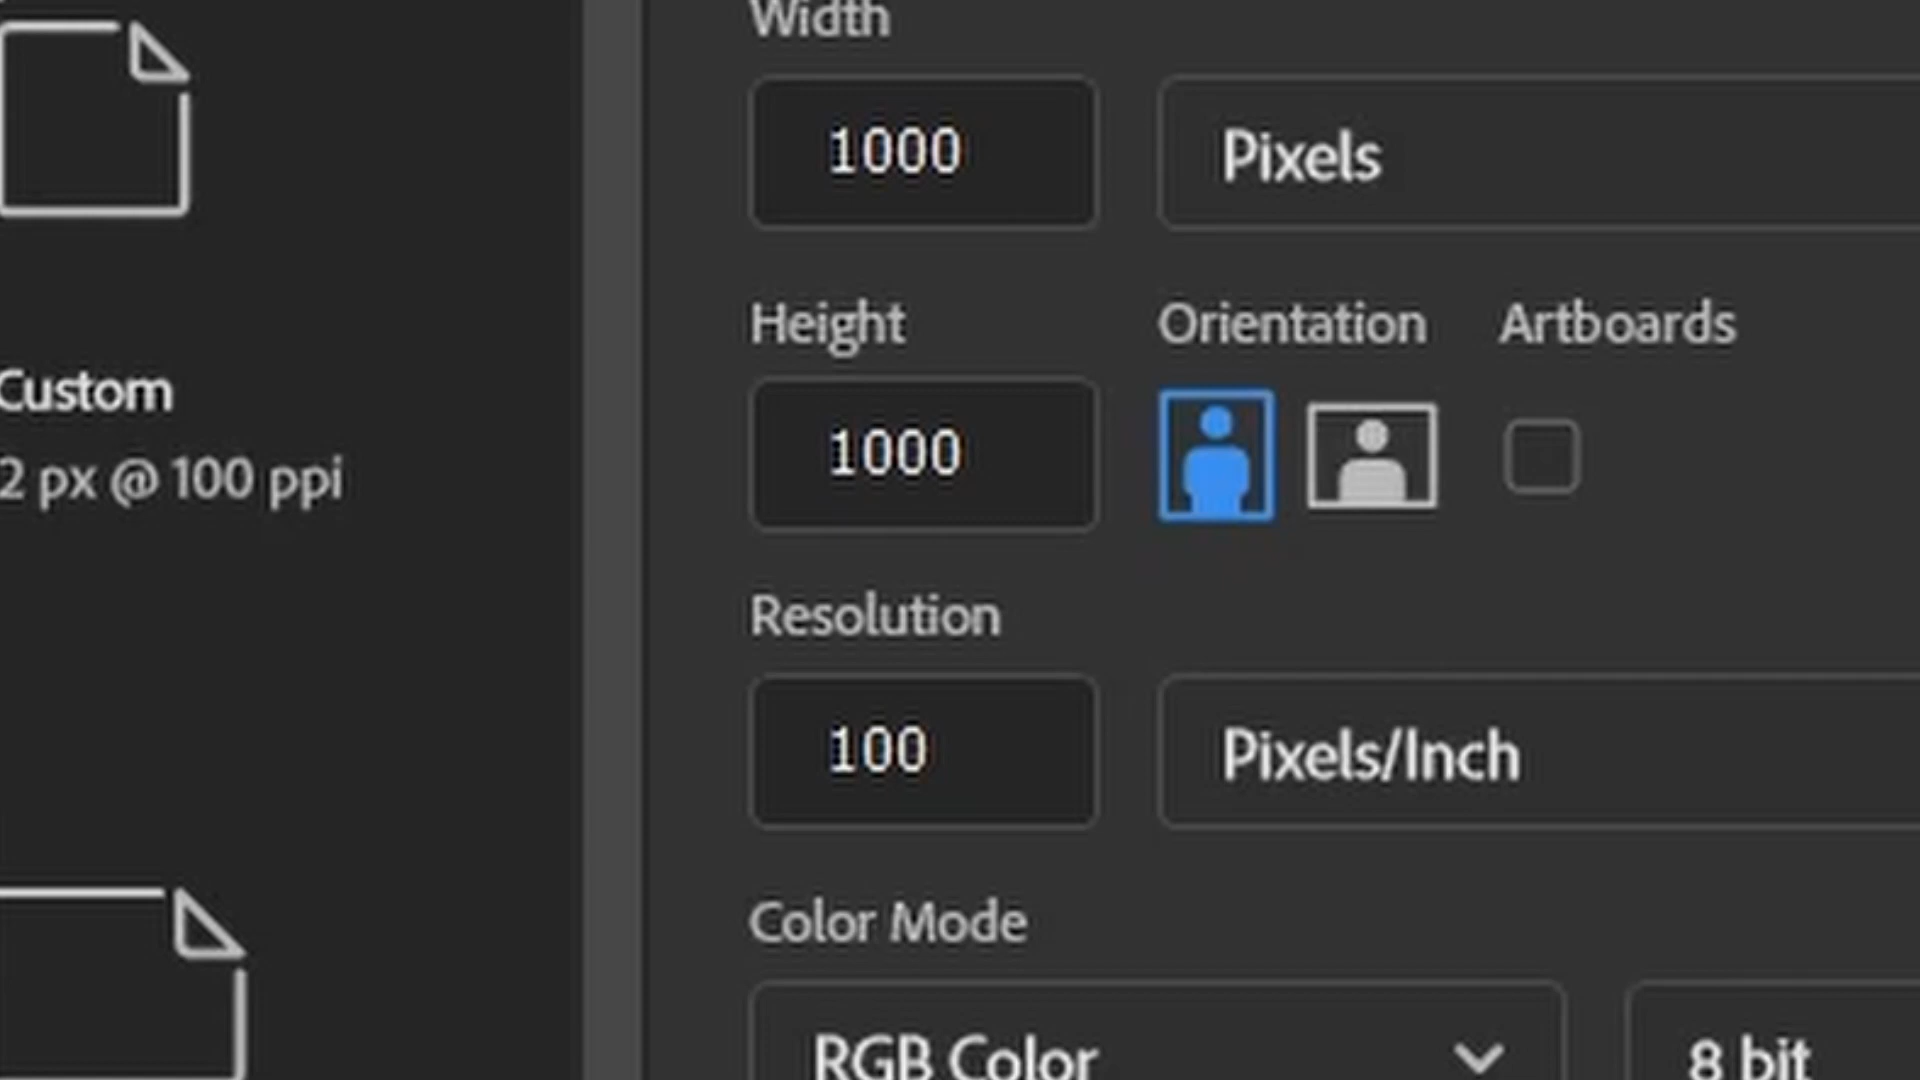 Width
1000
Pixels
Height
Orientation
Artboards
1000
Custom
2 px @ 100 ppi
Resolution
100
Pixels/Inch
Color Mode
RGB Color
8 bit